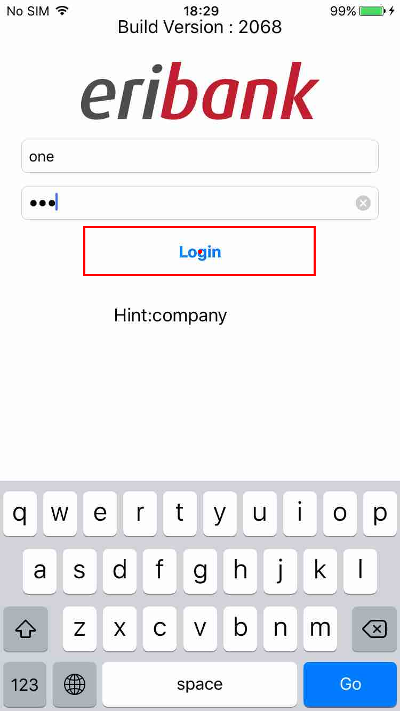 No SIM 18:29 99%
Build Version : 2068
eribank
one
Login
Hint:company
q w e r t y u i o p
a s d f g h j k l
z x c v b n m
123 space Go